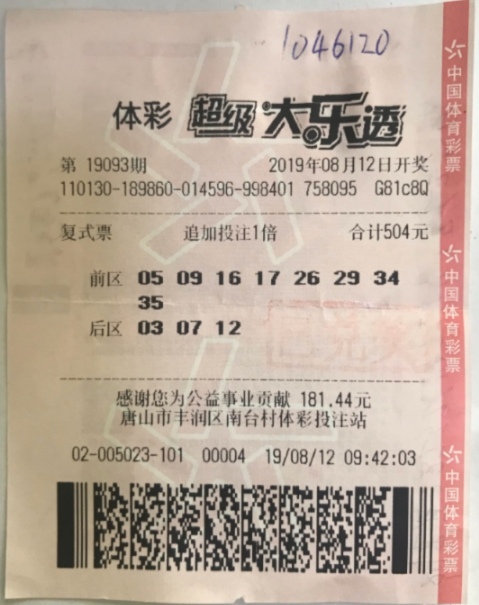 1046120
体彩 超级大乐透
第 19093期 2019年08月12日开奖
110130-189860-014596-998401 758095 G81c8Q
复式票 追加投注1倍 合计504元
前区 05 09 16 17 26 29 34
35
后区 03 07 12
感谢您为公益事业贡献 181.44元
唐山市丰润区南台村体彩投注站
02-005023-101 00004 19/08/12 09:42:03
中国体育彩票
中国体育彩票
中国体育彩票